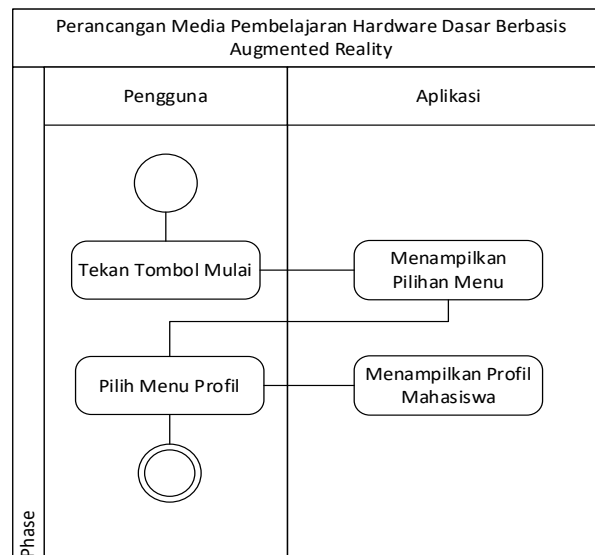 Perancangan Media Pembelajaran Hardware Dasar Berbasis
Augmented Reality
Pengguna
Aplikasi
Tekan Tombol Mulai
Menampilkan
Pilihan Menu
Pilih Menu Profil
Menampilkan Profil
Mahasiswa
Phase